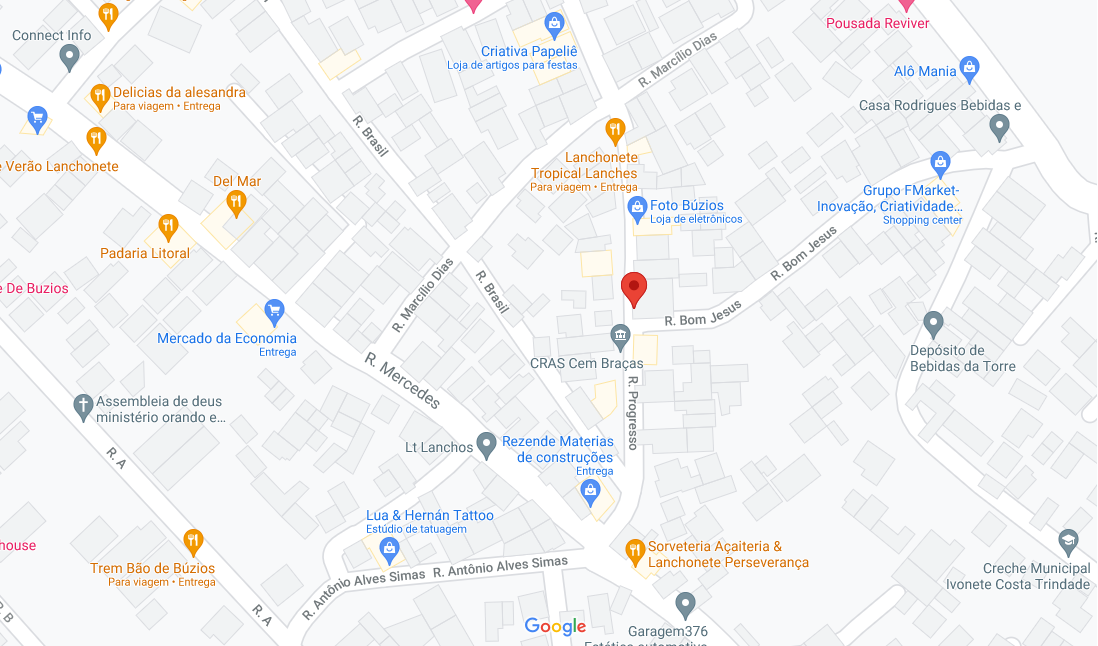 Pousada Reviver
Connect Info
R. Marcílio Dias
Criativa Papeliê
Loja de artigos para festas
Alô Mania
Delicias da alesandra
Para viagem • Entrega
Casa Rodrigues Bebidas e
R. Brasil
Verão Lanchonete
Lanchonete
Tropical Lanches
Para viagem • Entrega
Del Mar
Grupo FMarket-
Inovação, Criatividade...
Shopping center
Foto Búzios
Loja de eletrônicos
Padaria Litoral
R. Bom Jesus
De Buzios
R. Marcílio Dias
R. Brasil
R. Bom Jesus
Mercado da Economia
Entrega
CRAS Cem Braças
Depósito de
Bebidas da Torre
R. Mercedes
Assembleia de deus
ministério orando e...
R. Progresso
Lt Lanchos
Rezende Materias
de construções
Entrega
R. A
Lua & Hernán Tattoo
Estúdio de tatuagem
house
Sorveteria Açaiteria &
Lanchonete Perseverança
Trem Bão de Búzios
Para viagem • Entrega
R. Antônio Alves Simas
R. Antônio Alves Simas
Creche Municipal
Ivonete Costa Trindade
R. A
R. B
Google
Garagem376
Estética automotiva